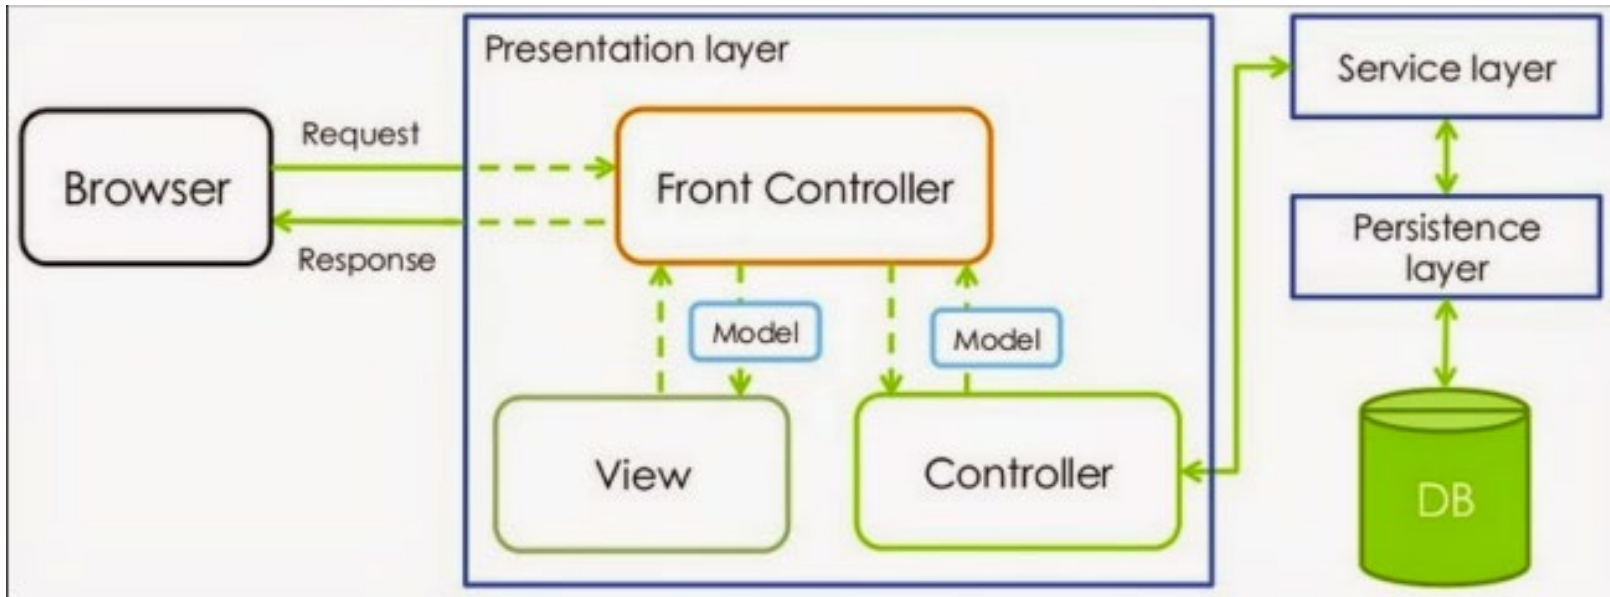 Presentation layer
Service layer
Request
Browser
Front Controller
Response
Persistence
layer
Model
Model
View
Controller
DB